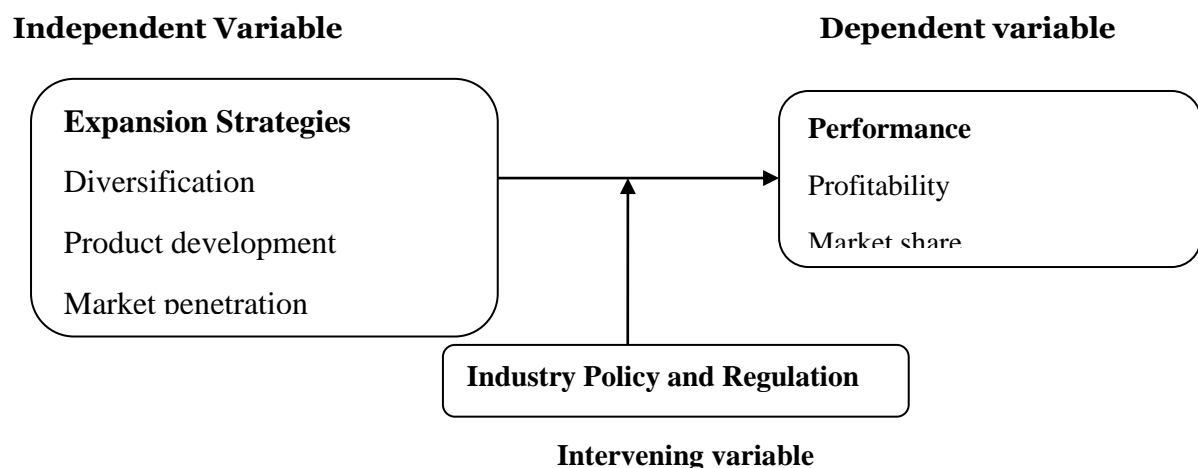 Independent Variable
Dependent variable
Expansion Strategies
Diversification
Product development
Market penetration
Performance
Profitability
Market share
Industry Policy and Regulation
Intervening variable